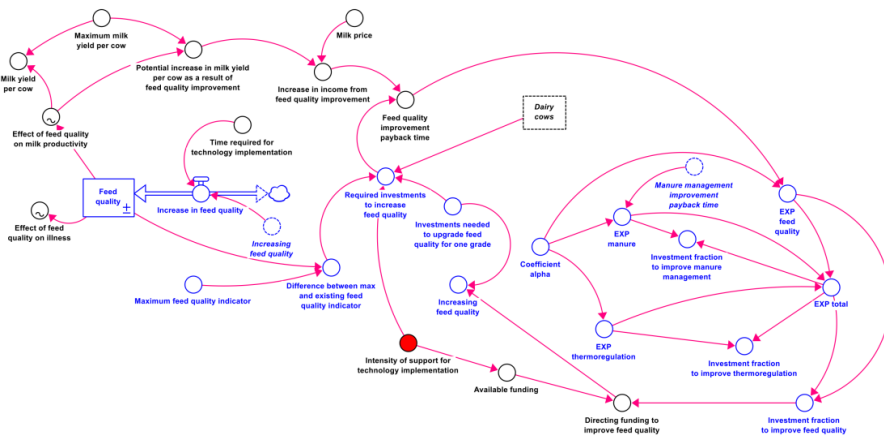 Maximum milk
yield per cow
Milk price
Milk yield
per cow
Potential increase in milk yield
per cow as a result of
feed quality improvement
Increase in income from
feed quality improvement
Feed quality
improvement
payback time
Dairy
cows
Effect of feed quality
on milk productivity
Time required for
technology implementation
Feed
quality
±
Increase in feed quality
Required investments
to increase
feed quality
Manure management
improvement
payback time
EXP
feed
quality
Effect of feed
quality on illness
Increasing
feed quality
Investments needed
to upgrade feed
quality for one grade
EXP
manure
Coefficient
alpha
Investment fraction
to improve manure
management
Maximum feed quality indicator
Difference between max
and existing feed
quality indicator
Increasing
feed quality
EXP total
EXP
thermoregulation
Intensity of support for
technology implementation
Investment fraction
to improve thermoregulation
Available funding
Directing funding to
improve feed quality
Investment fraction
to improve feed quality